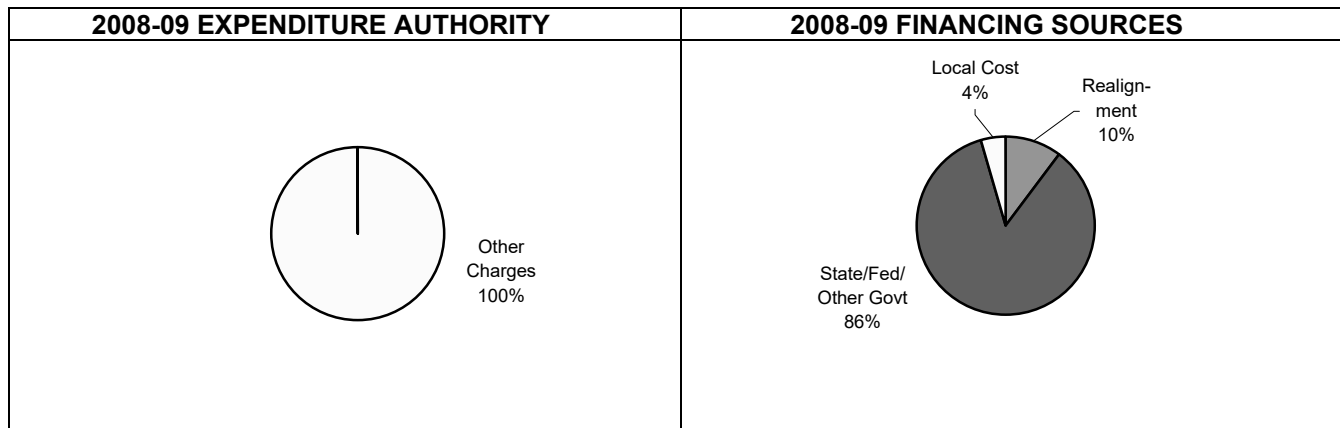 2008-09 EXPENDITURE AUTHORITY
2008-09 FINANCING SOURCES
Other
Charges
100%
Local Cost
4%
Realign-
ment
10%
State/Fed/
Other Govt
86%